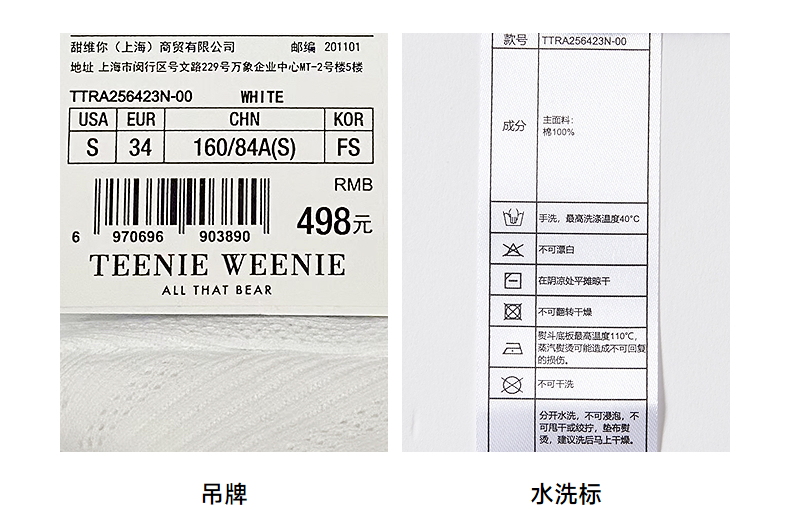 甜维你（上海）商贸有限公司 邮编 201101
地址 上海市闵行区号文路229号万象企业中心MT-2号楼5楼
TTRA256423N-00 WHITE
USA EUR CHN KOR
S 34 160/84A(S) FS
RMB
498元
6 970696 903890
TEENIE WEENIE
ALL THAT BEAR
吊牌
款号 TTRA256423N-00
成分 主面料:
棉100%
手洗，最高洗涤温度40°C
不可漂白
在阴凉处平摊晾干
不可翻转干燥
熨斗底板最高温度110°C，
蒸汽熨烫可能造成不可回复
的损伤。
不可干洗
分开水洗，不可浸泡，不
可甩干或绞拧，垫布熨
烫，建议洗后马上干燥。
水洗标